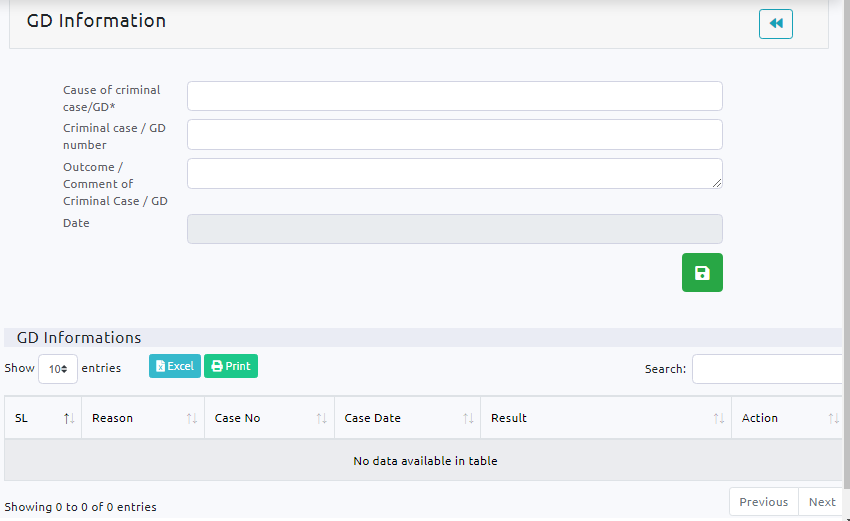 GD Information
Cause of criminal
case/GD*
Criminal case / GD
number
Outcome /
Comment of
Criminal Case / GD
Date
GD Informations
Show 10 entries Excel Print Search:
SL Reason Case No Case Date Result Action
No data available in table
Showing 0 to 0 of 0 entries
Previous Next